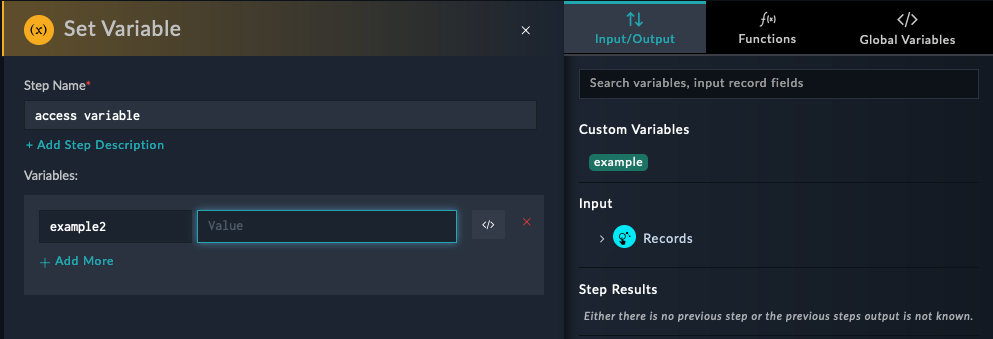 (x) Set Variable
Step Name*
access variable
+ Add Step Description
Variables:
example2
Value
</>
+ Add More
Input/Output
f(x)
Functions
</>
Global Variables
Search variables, input record fields
Custom Variables
example
Input
Records
Step Results
Either there is no previous step or the previous steps output is not known.